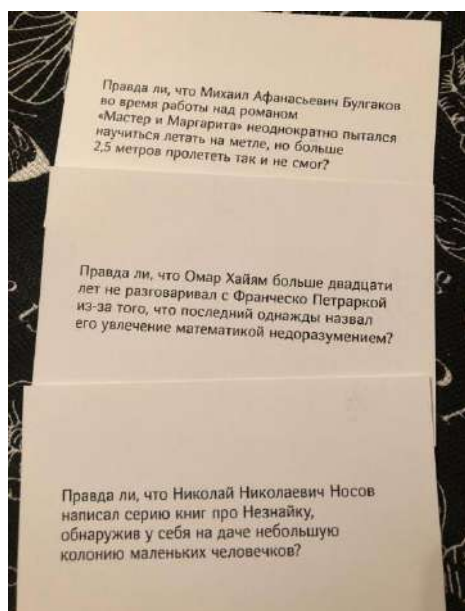 Правда ли, что Михаил Афанасьевич Булгаков
во время работы над романом
«Мастер и Маргарита» неоднократно пытался
научиться летать на метле, но больше
2,5 метров пролететь так и не смог?
Правда ли, что Омар Хайям больше двадцати
лет не разговаривал с Франческо Петраркой
из-за того, что последний однажды назвал
его увлечение математикой недоразумением?
Правда ли, что Николай Николаевич Носов
написал серию книг про Незнайку,
обнаружив у себя на даче небольшую
колонию маленьких человечков?